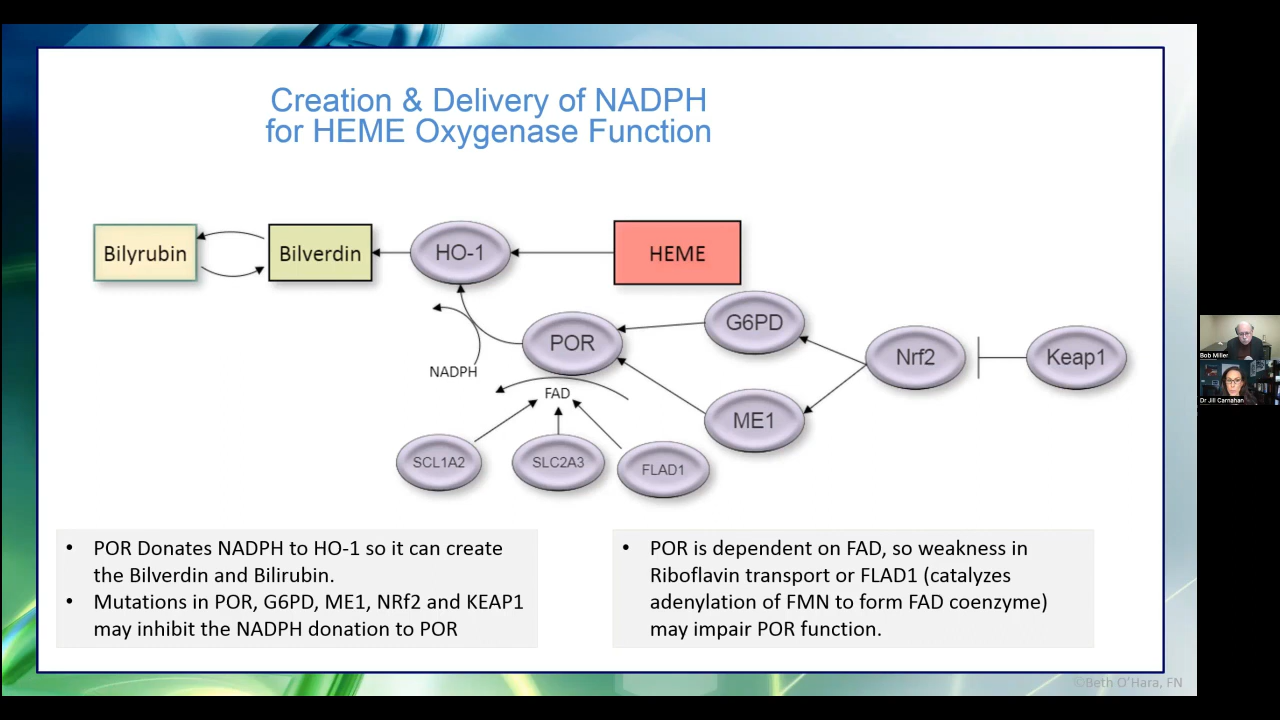 Creation & Delivery of NADPH
for HEME Oxygenase Function
Bilyrubin
Bilverdin
HO-1
HEME
G6PD
POR
Nrf2
Keap1
NADPH
FAD
ME1
SCL1A2
SLC2A3
FLAD1
• POR Donates NADPH to HO-1 so it can create
the Bilverdin and Bilirubin.
• Mutations in POR, G6PD, ME1, NRf2 and KEAP1
may inhibit the NADPH donation to POR
• POR is dependent on FAD, so weakness in
Riboflavin transport or FLAD1 (catalyzes
adenylation of FMN to form FAD coenzyme)
may impair POR function.
©Beth O'Hara, FN
Bob Miller
Dr Jill Carnahan